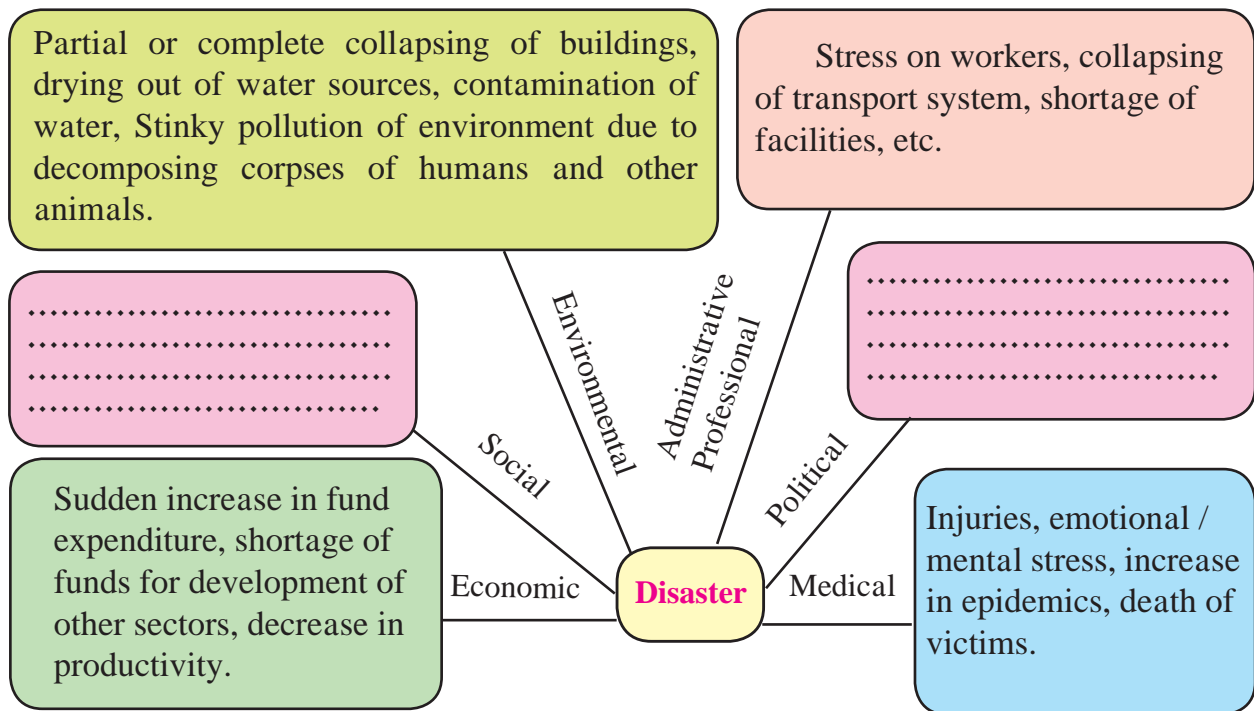 Partial or complete collapsing of buildings,
drying out of water sources, contamination of
water, Stinky pollution of environment due to
decomposing corpses of humans and other
animals.
Stress on workers, collapsing
of transport system, shortage of
facilities, etc.
Environmental
Administrative
Professional
Social
Political
Sudden increase in fund
expenditure, shortage of
funds for development of
other sectors, decrease in
productivity.
Economic
Disaster
Medical
Injuries, emotional /
mental stress, increase
in epidemics, death of
victims.